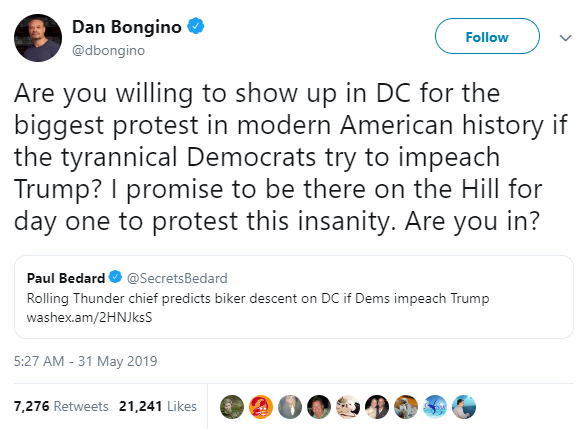 Dan Bongino
@dbongino
Follow
Are you willing to show up in DC for the
biggest protest in modern American history if
the tyrannical Democrats try to impeach
Trump? I promise to be there on the Hill for
day one to protest this insanity. Are you in?
Paul Bedard @SecretsBedard
Rolling Thunder chief predicts biker descent on DC if Dems impeach Trump
washex.am/2HNJksS
5:27 AM - 31 May 2019
7,276 Retweets 21,241 Likes